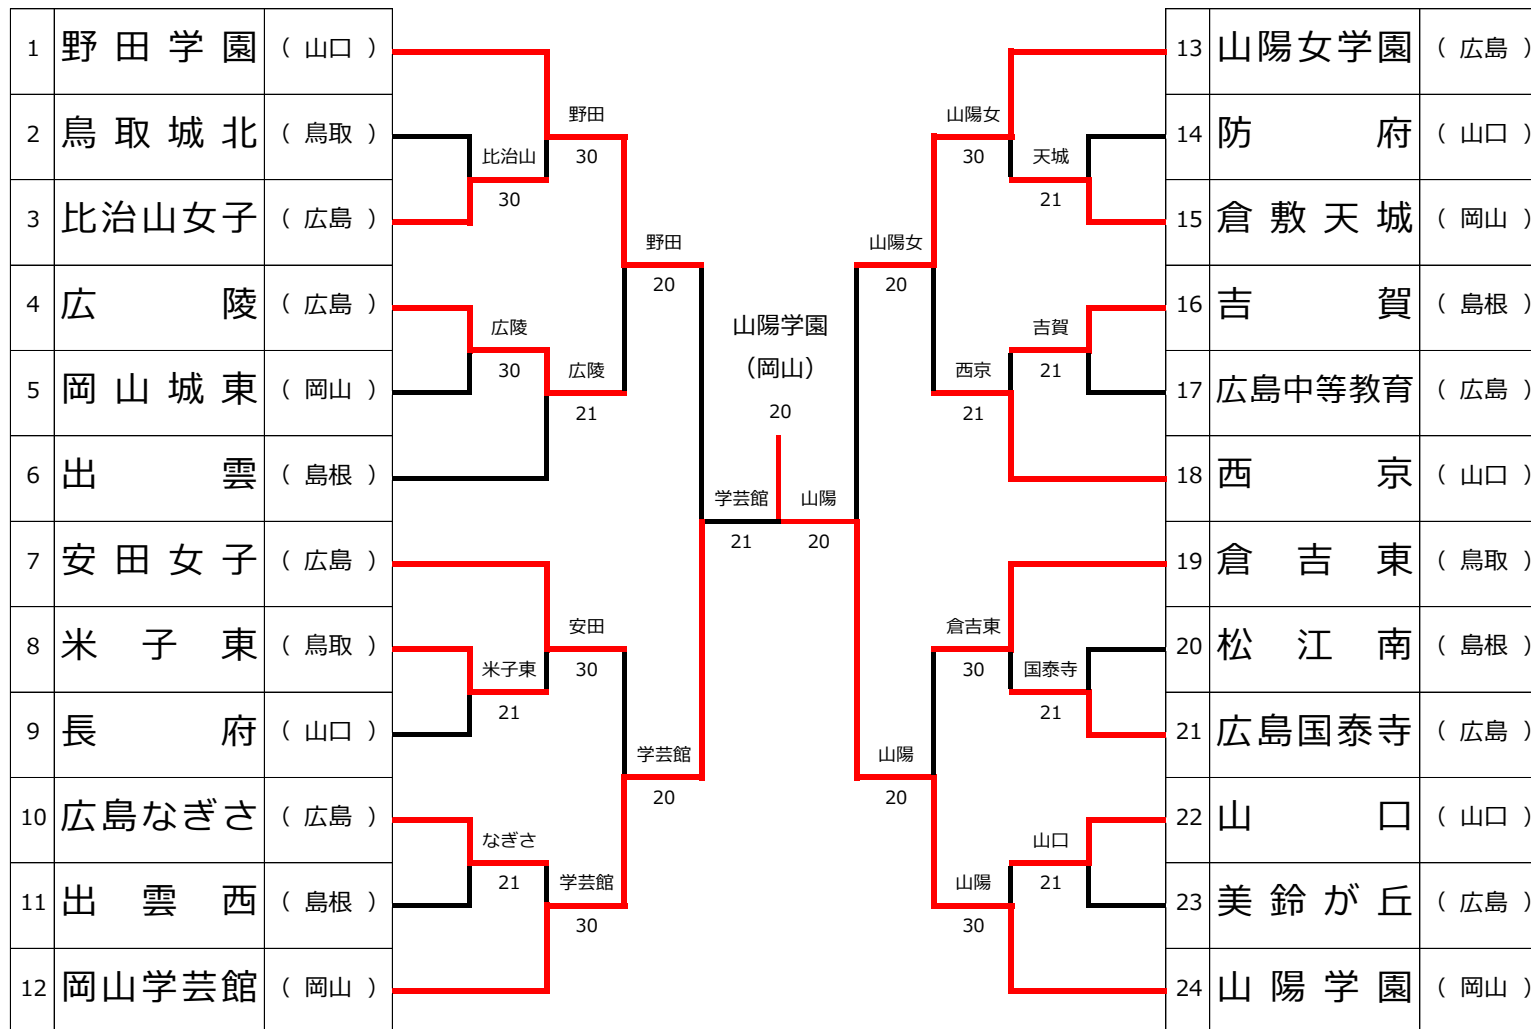 1 野田学園 （ 山口 ）
2 鳥取城北 （ 鳥取 ）
3 比治山女子 （ 広島 ）
4 広陵 （ 広島 ）
5 岡山城東 （ 岡山 ）
6 出雲 （ 島根 ）
7 安田女子 （ 広島 ）
8 米子東 （ 鳥取 ）
9 長府 （ 山口 ）
10 広島なぎさ （ 広島 ）
11 出雲西 （ 島根 ）
12 岡山学芸館 （ 岡山 ）
比治山
30
広陵
30
米子東
21
なぎさ
21
野田
30
広陵
21
安田
30
学芸館
30
野田
20
学芸館
20
学芸館
21
山陽学園
（岡山）
20
山陽
20
山陽女
20
山陽
20
山陽女
30
西京
21
倉吉東
30
山陽
30
天城
21
吉賀
21
国泰寺
21
山口
21
13 山陽女学園 （ 広島 ）
14 防府 （ 山口 ）
15 倉敷天城 （ 岡山 ）
16 吉賀 （ 島根 ）
17 広島中等教育 （ 広島 ）
18 西京 （ 山口 ）
19 倉吉東 （ 鳥取 ）
20 松江南 （ 島根 ）
21 広島国泰寺 （ 広島 ）
22 山口 （ 山口 ）
23 美鈴が丘 （ 広島 ）
24 山陽学園 （ 岡山 ）